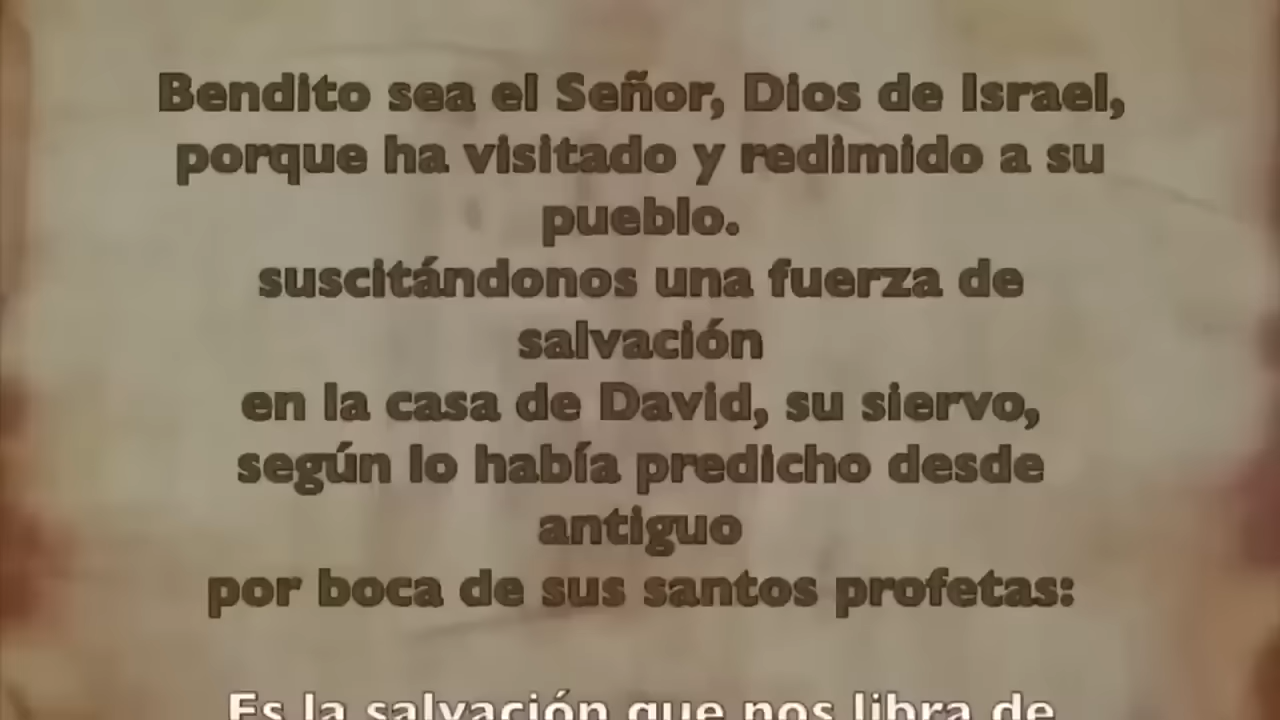 Bendito sea el Señor, Dios de Israel,
porque ha visitado y redimido a su
pueblo.
suscitándonos una fuerza de
salvación
en la casa de David, su siervo,
según lo había predicho desde
antiguo
por boca de sus santos profetas:
Es la salvación que nos libra de